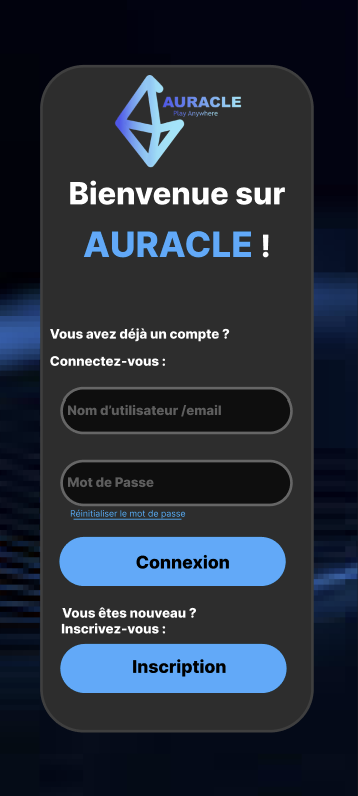 AURACLE
Play Anywhere
Bienvenue sur
AURACLE !
Vous avez déjà un compte ?
Connectez-vous :
Nom d'utilisateur /email
Mot de Passe
Réinitialiser le mot de passe
Connexion
Vous êtes nouveau ?
Inscrivez-vous :
Inscription